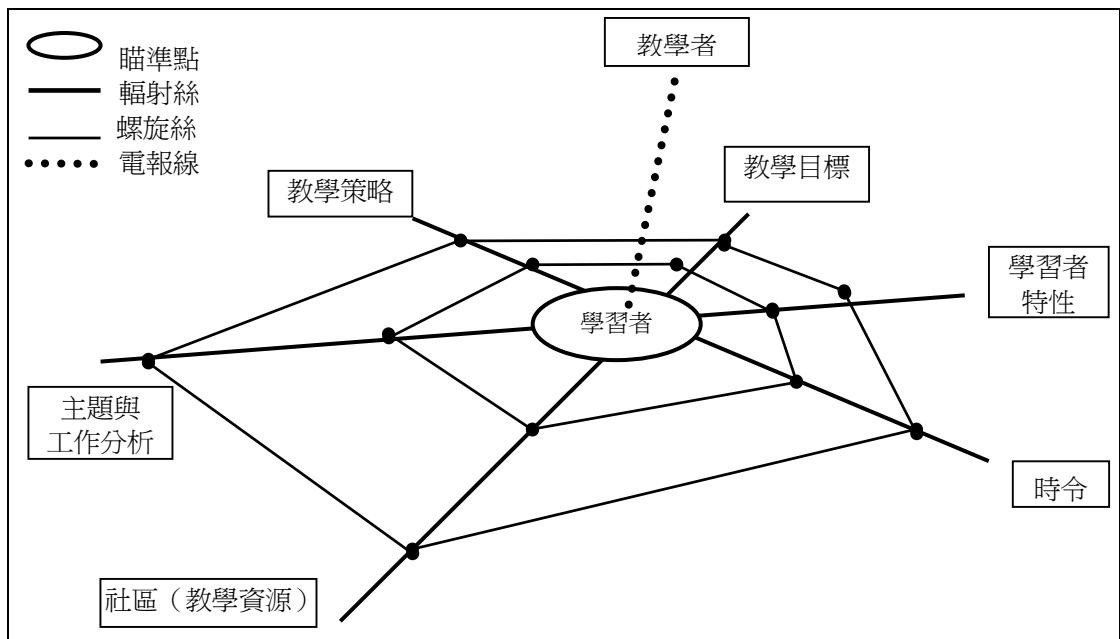 瞄準點
輻射絲
螺旋絲
電報線
教學者
教學策略
教學目標
學習者
特性
學習者
主題與
工作分析
時令
社區（教學資源）